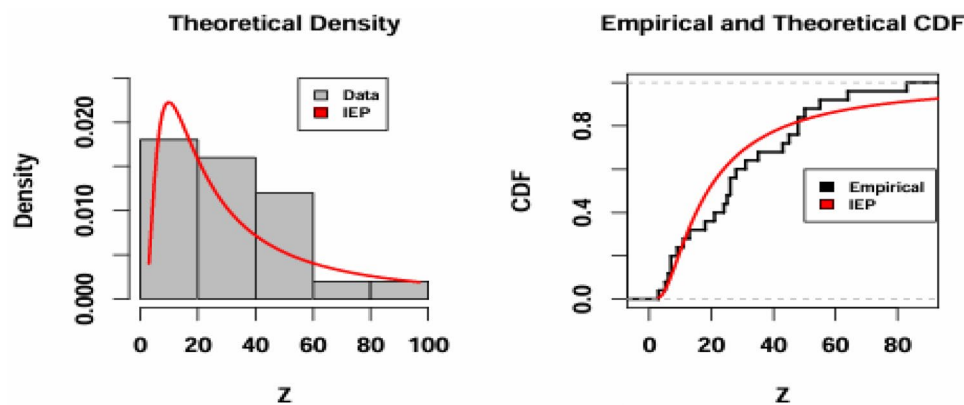 Theoretical Density
Density
0.000
0.010
0.020
Data
IEP
0
20
40
60
80
100
Z
Empirical and Theoretical CDF
CDF
0.0
0.4
0.8
Empirical
IEP
0
20
40
60
80
Z